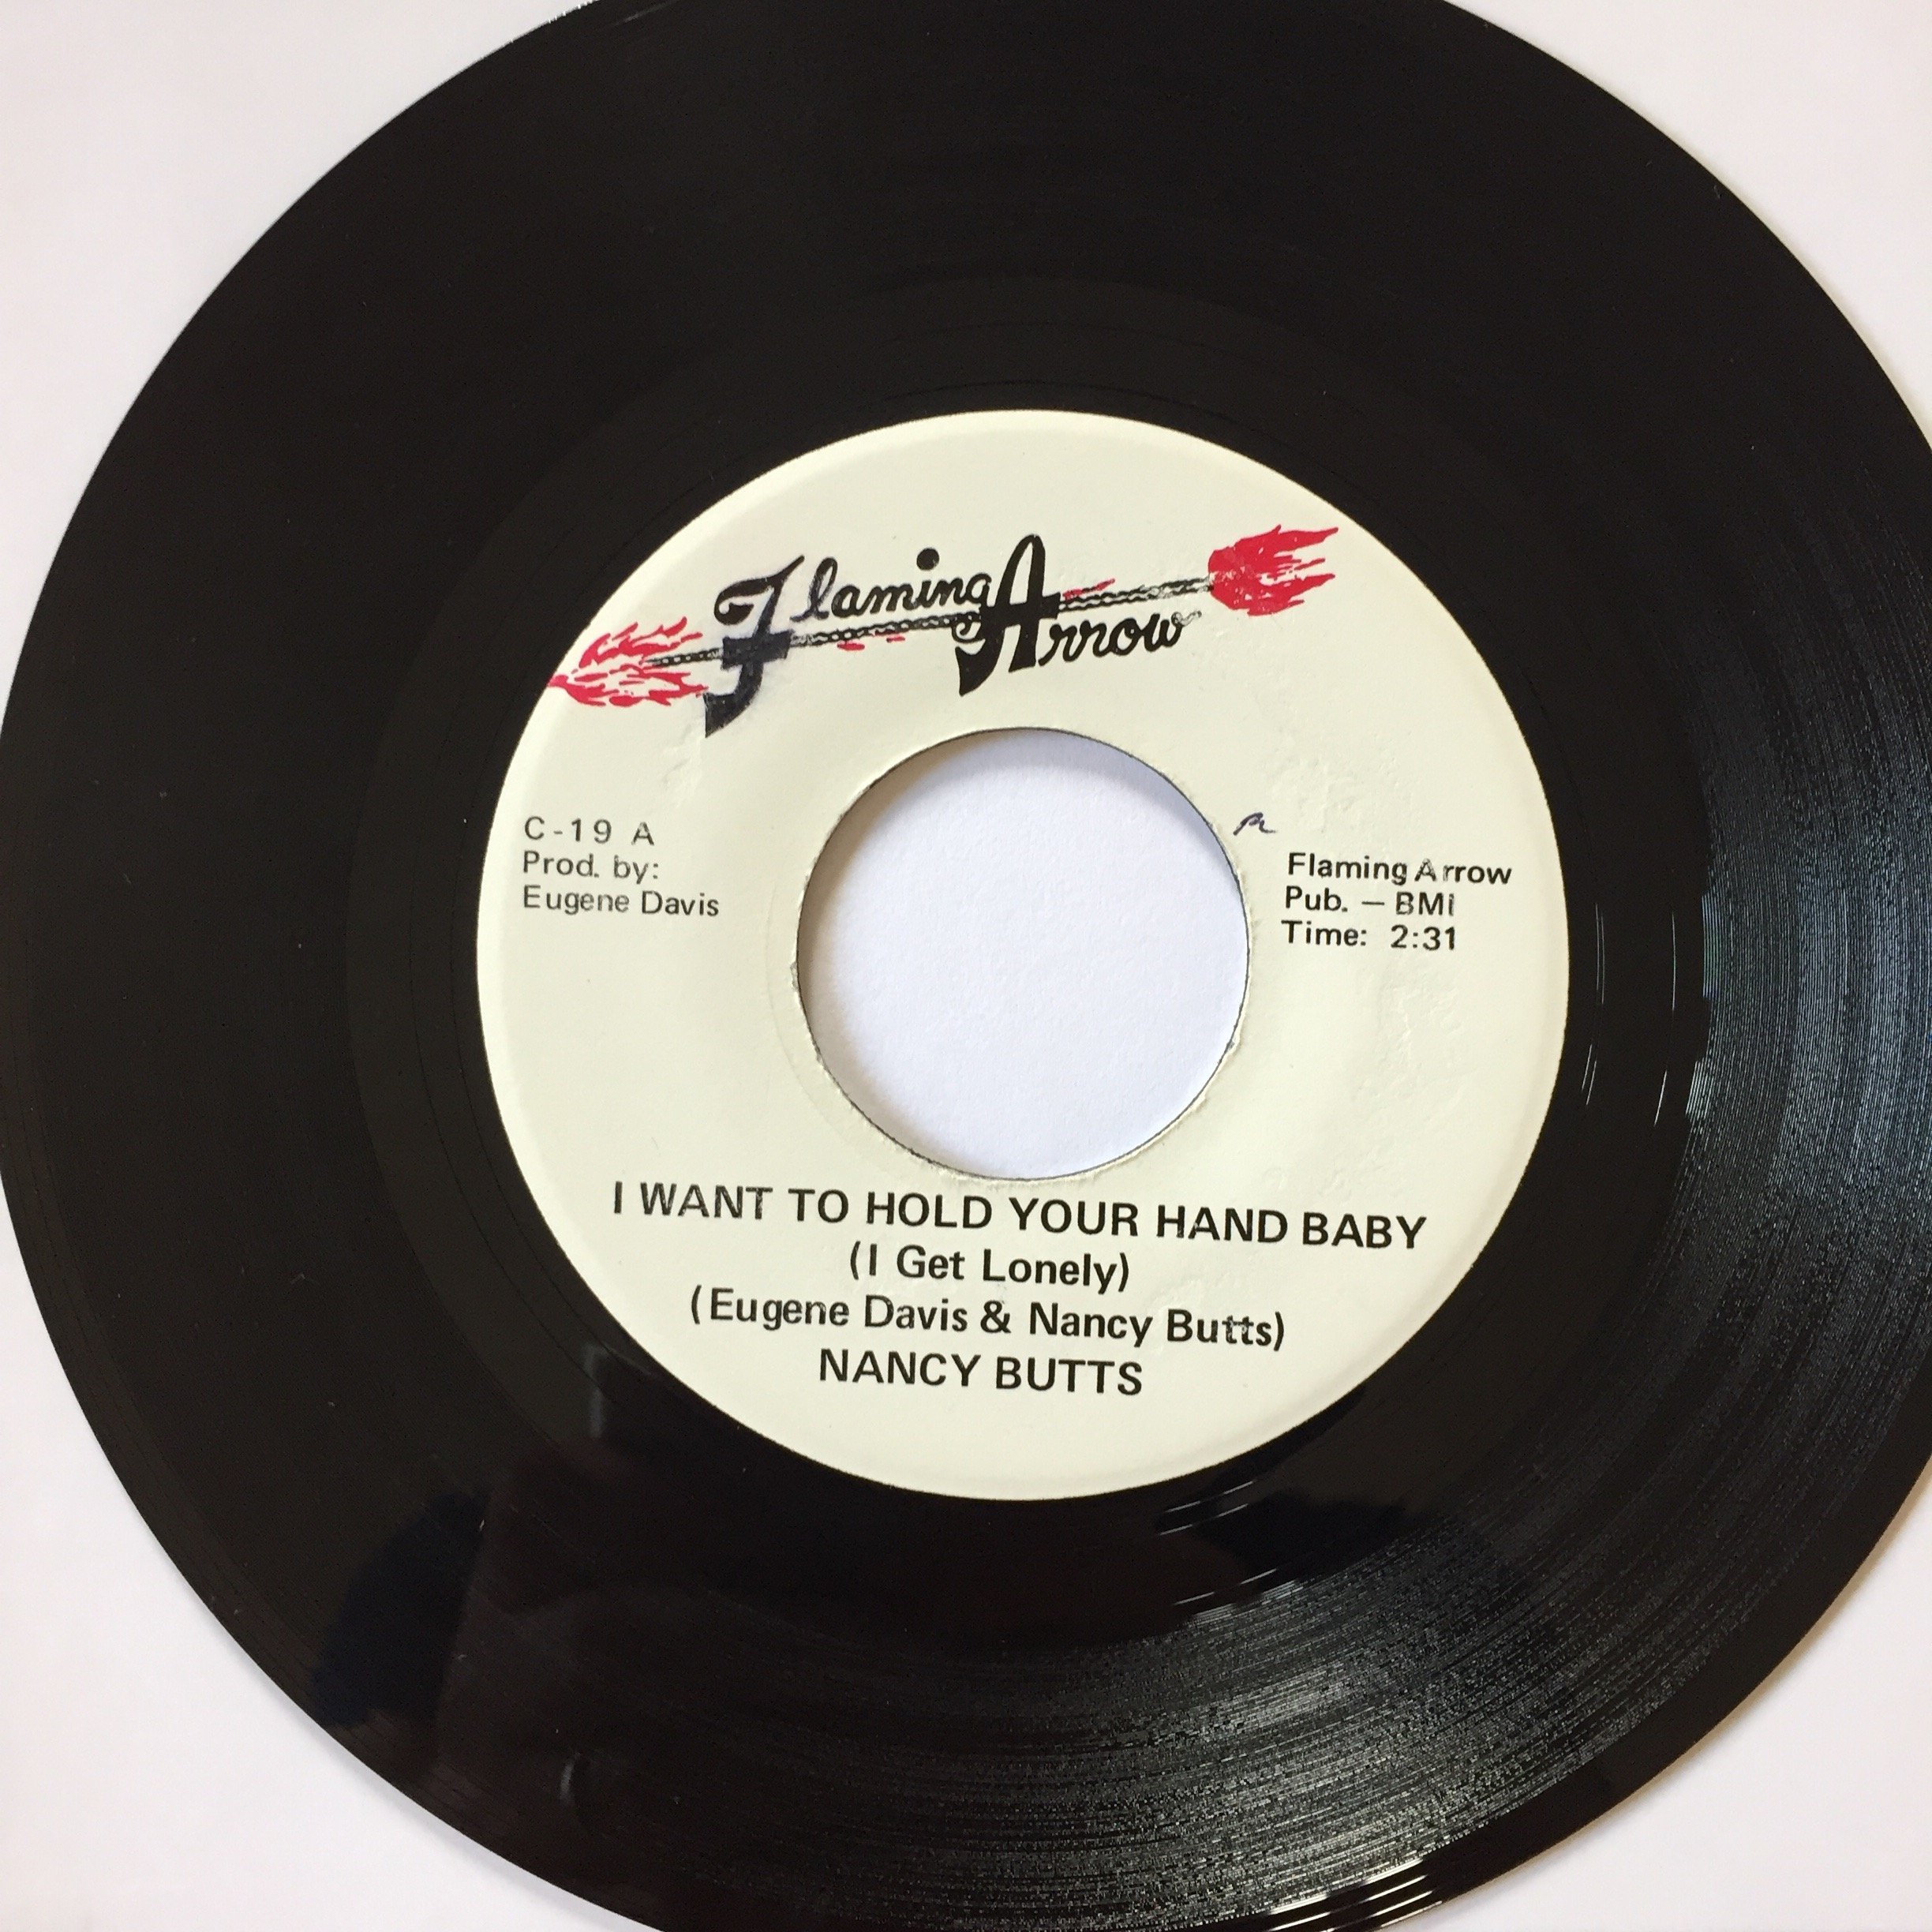 Flaming Arrow
C-19 A
Prod. by:
Eugene Davis
Flaming Arrow
Pub. — BMI
Time: 2:31
I WANT TO HOLD YOUR HAND BABY
(I Get Lonely)
(Eugene Davis & Nancy Butts)
NANCY BUTTS